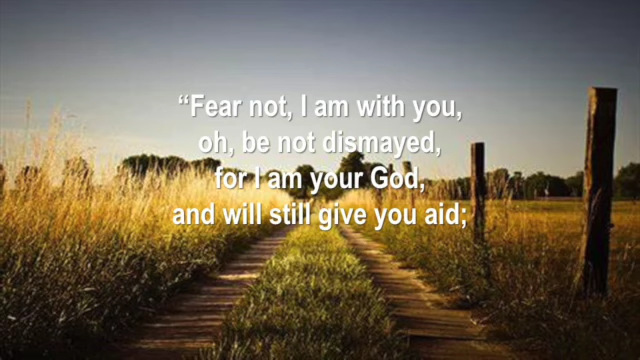 “Fear not, I am with you,
oh, be not dismayed,
for I am your God,
and will still give you aid;